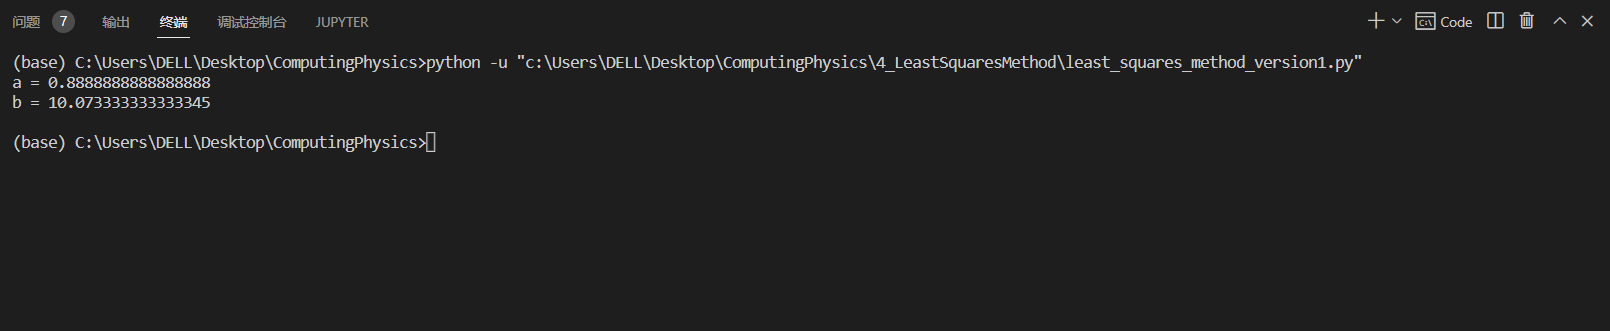 问题 7 输出 终端 调试控制台 JUPYTER Code
(base) C:\Users\DELL\Desktop\ComputingPhysics>python -u "c:\Users\DELL\Desktop\ComputingPhysics\4_LeastSquaresMethod\least_squares_method_version1.py"
a = 0.8888888888888888
b = 10.073333333333345
(base) C:\Users\DELL\Desktop\ComputingPhysics>